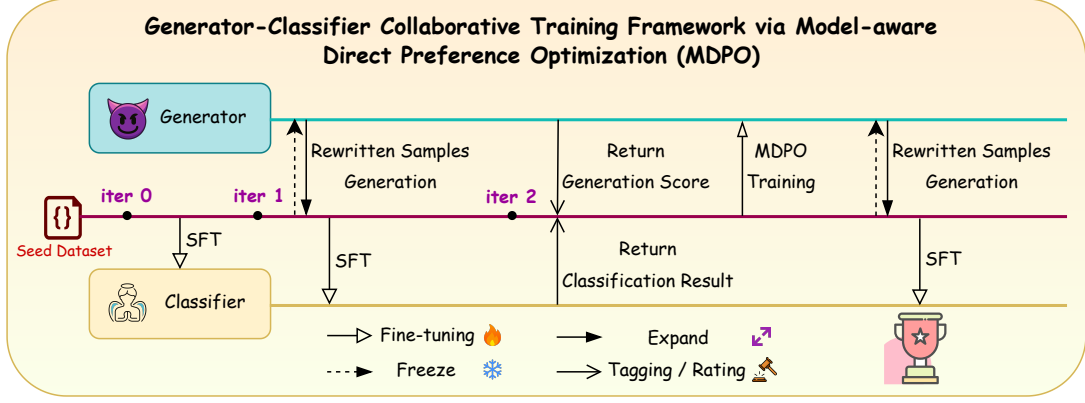 Generator-Classifier Collaborative Training Framework via Model-aware
Direct Preference Optimization (MDPO)
Generator
Rewritten Samples
Generation
Return
Generation Score
MDPO
Training
Rewritten Samples
Generation
iter 0
iter 1
iter 2
{}
Seed Dataset
SFT
SFT
Return
Classification Result
SFT
Classifier
Fine-tuning
Expand
Freeze
Tagging / Rating